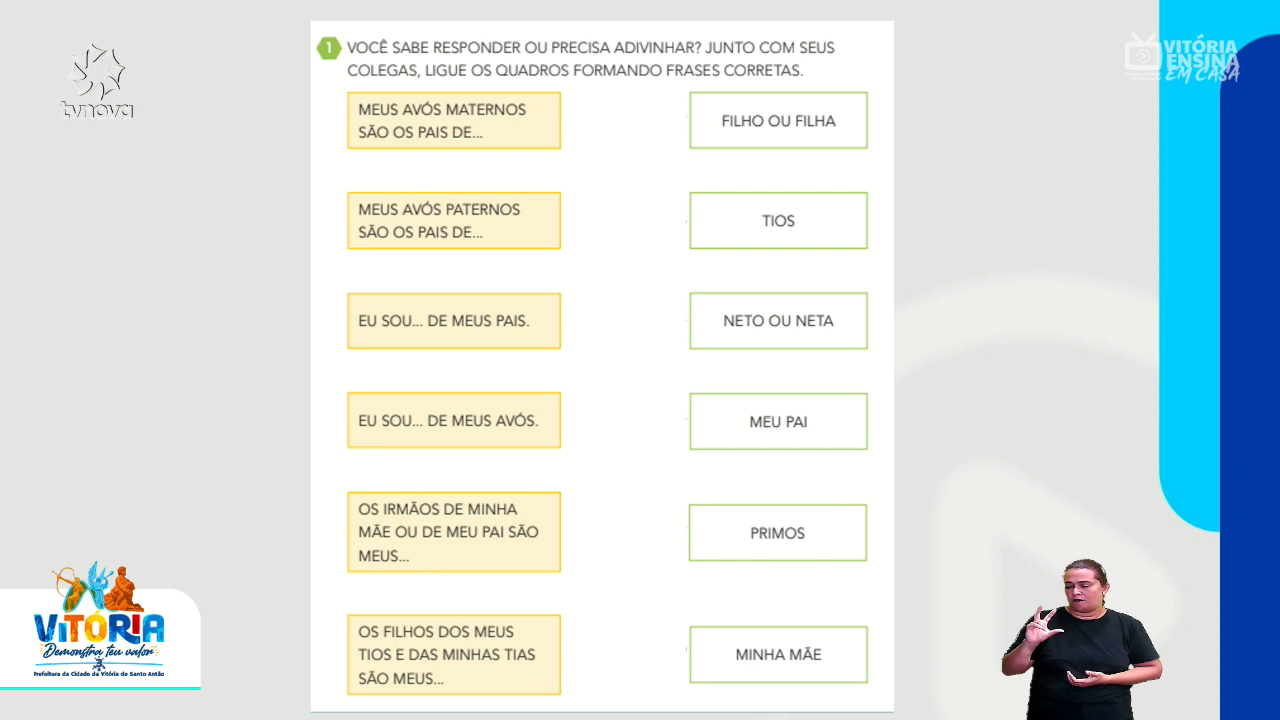 1 VOCÊ SABE RESPONDER OU PRECISA ADIVINHAR? JUNTO COM SEUS
COLEGAS, LIGUE OS QUADROS FORMANDO FRASES CORRETAS.
MEUS AVÓS MATERNOS
SÃO OS PAIS DE...
FILHO OU FILHA
MEUS AVÓS PATERNOS
SÃO OS PAIS DE...
TIOS
EU SOU... DE MEUS PAIS.
NETO OU NETA
EU SOU... DE MEUS AVÓS.
MEU PAI
OS IRMÃOS DE MINHA
MÃE OU DE MEU PAI SÃO
MEUS...
PRIMOS
OS FILHOS DOS MEUS
TIOS E DAS MINHAS TIAS
SÃO MEUS...
MINHA MÃE
tvnova
VITÓRIA
ENSINA
EM CASA
VITÓRIA
Demonstra teu valor
Prefeitura da Cidade da Vitória de Santo Antão